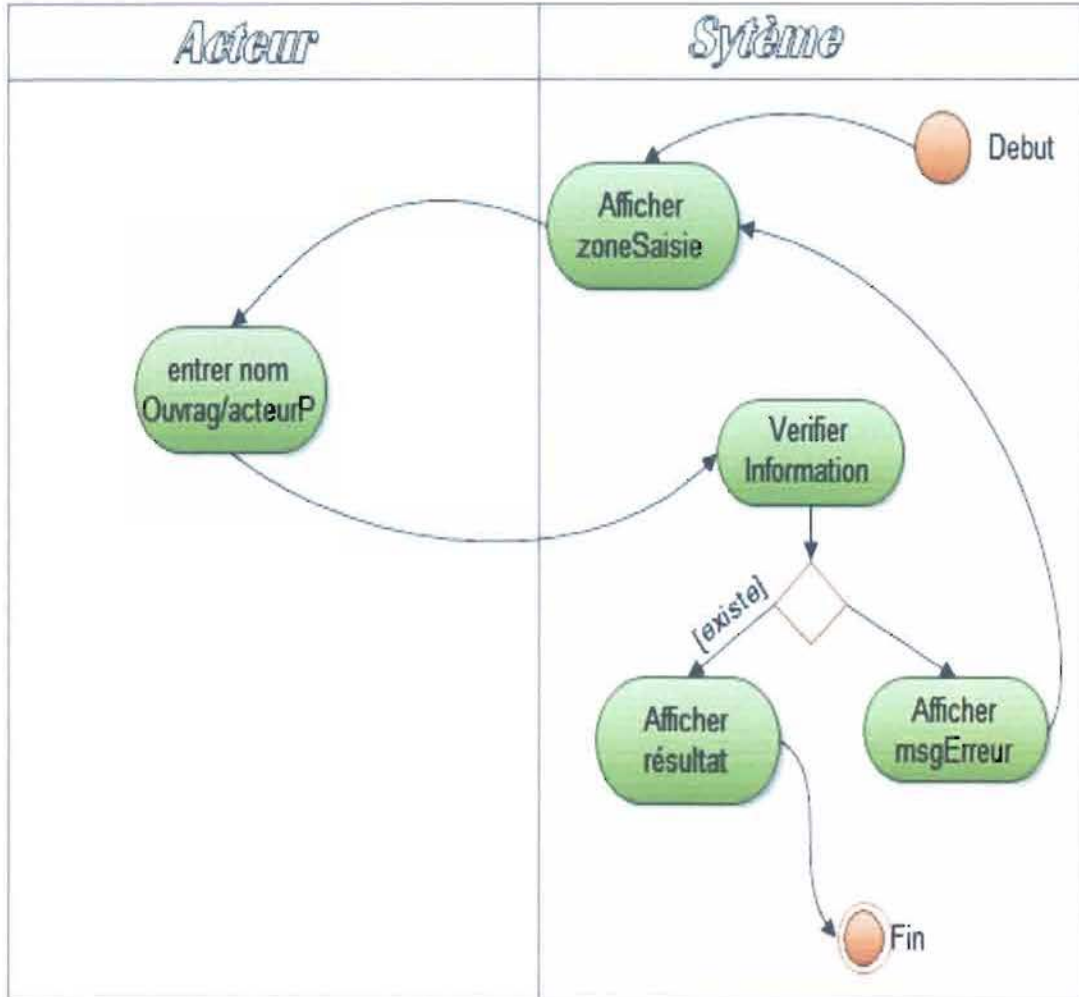 Acteur
Sytème
Debut
Afficher
zoneSaisie
entrer nom
Ouvrag/acteurP
Verifier
Information
[existe]
Afficher
résultat
Afficher
msgErreur
Fin